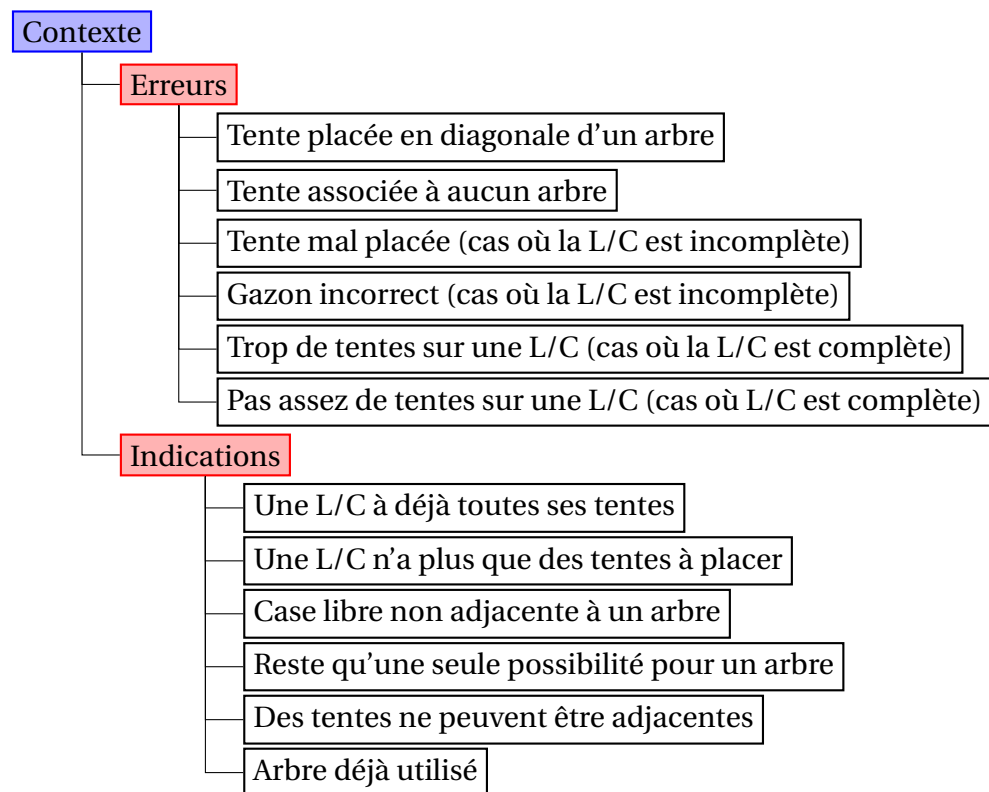 Contexte
Erreurs
Tente placée en diagonale d'un arbre
Tente associée à aucun arbre
Tente mal placée (cas où la L/C est incomplète)
Gazon incorrect (cas où la L/C est incomplète)
Trop de tentes sur une L/C (cas où la L/C est complète)
Pas assez de tentes sur une L/C (cas où L/C est complète)
Indications
Une L/C à déjà toutes ses tentes
Une L/C n'a plus que des tentes à placer
Case libre non adjacente à un arbre
Reste qu'une seule possibilité pour un arbre
Des tentes ne peuvent être adjacentes
Arbre déjà utilisé